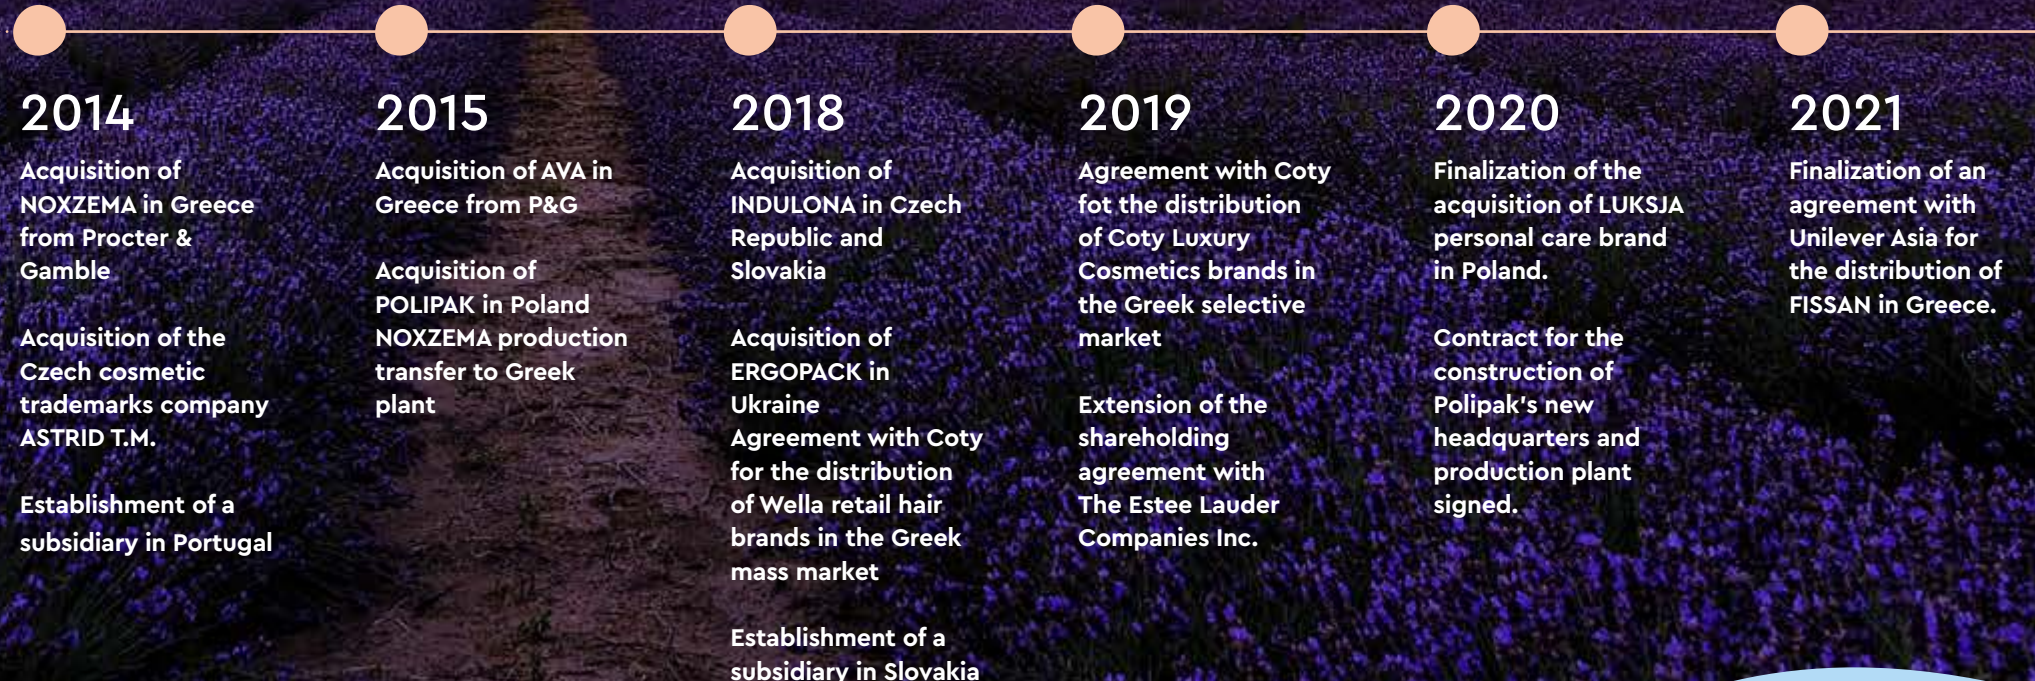 2014
Acquisition of
NOXZEMA in Greece
from Procter &
Gamble
Acquisition of the
Czech cosmetic
trademarks company
ASTRID T.M.
Establishment of a
subsidiary in Portugal
2015
Acquisition of AVA in
Greece from P&G
Acquisition of
POLIPAK in Poland
NOXZEMA production
transfer to Greek
plant
2018
Acquisition of
INDULONA in Czech
Republic and
Slovakia
Acquisition of
ERGOPACK in
Ukraine
Agreement with Coty
for the distribution
of Wella retail hair
brands in the Greek
mass market
Establishment of a
subsidiary in Slovakia
2019
Agreement with Coty
fot the distribution
of Coty Luxury
Cosmetics brands in
the Greek selective
market
Extension of the
shareholding
agreement with
The Estee Lauder
Companies Inc.
2020
Finalization of the
acquisition of LUKSJA
personal care brand
in Poland.
Contract for the
construction of
Polipak's new
headquarters and
production plant
signed.
2021
Finalization of an
agreement with
Unilever Asia for
the distribution of
FISSAN in Greece.